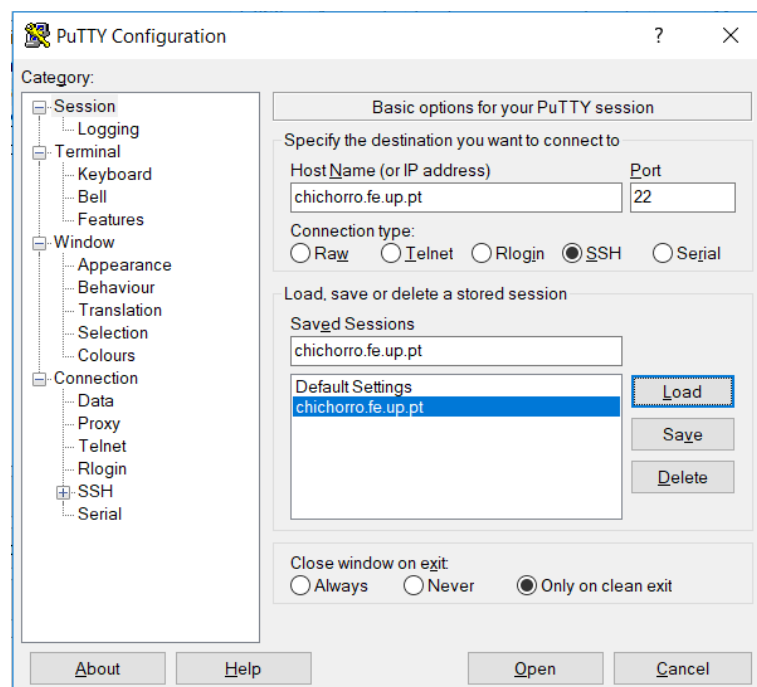 PuTTY Configuration
?
Category:
Session
Logging
Terminal
Keyboard
Bell
Features
Window
Appearance
Behaviour
Translation
Selection
Colours
Connection
Data
Proxy
Telnet
Rlogin
SSH
Serial
Basic options for your PuTTY session
Specify the destination you want to connect to
Host Name (or IP address) Port
chichorro.fe.up.pt 22
Connection type:
Raw Telnet Rlogin SSH Serial
Load, save or delete a stored session
Saved Sessions
chichorro.fe.up.pt
Default Settings
chichorro.fe.up.pt
Load
Save
Delete
Close window on exit:
Always Never Only on clean exit
About Help Open Cancel